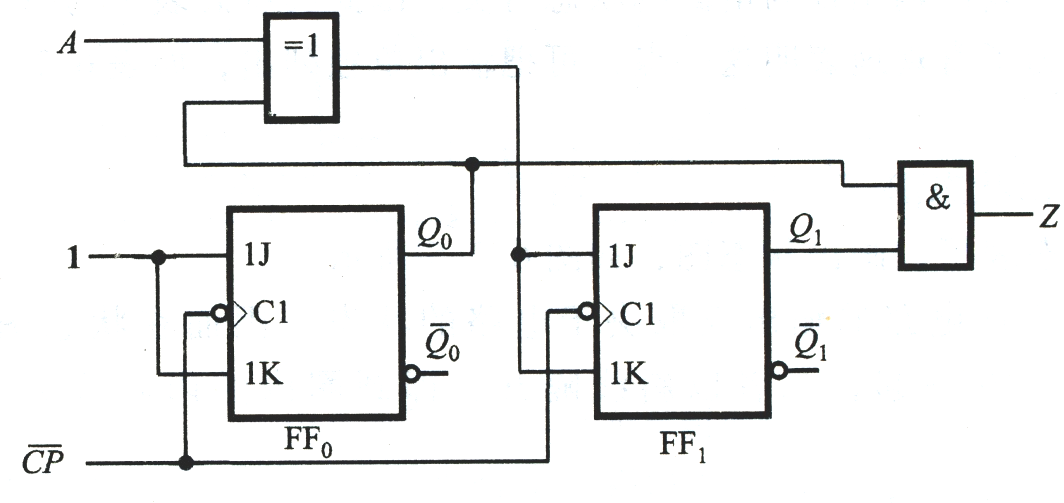 A
=1
&
Z
Q₀
Q₁
1
1J
1J
C1
C1
Q̅₀
Q̅₁
1K
1K
FF₀
FF₁
C̅P̅